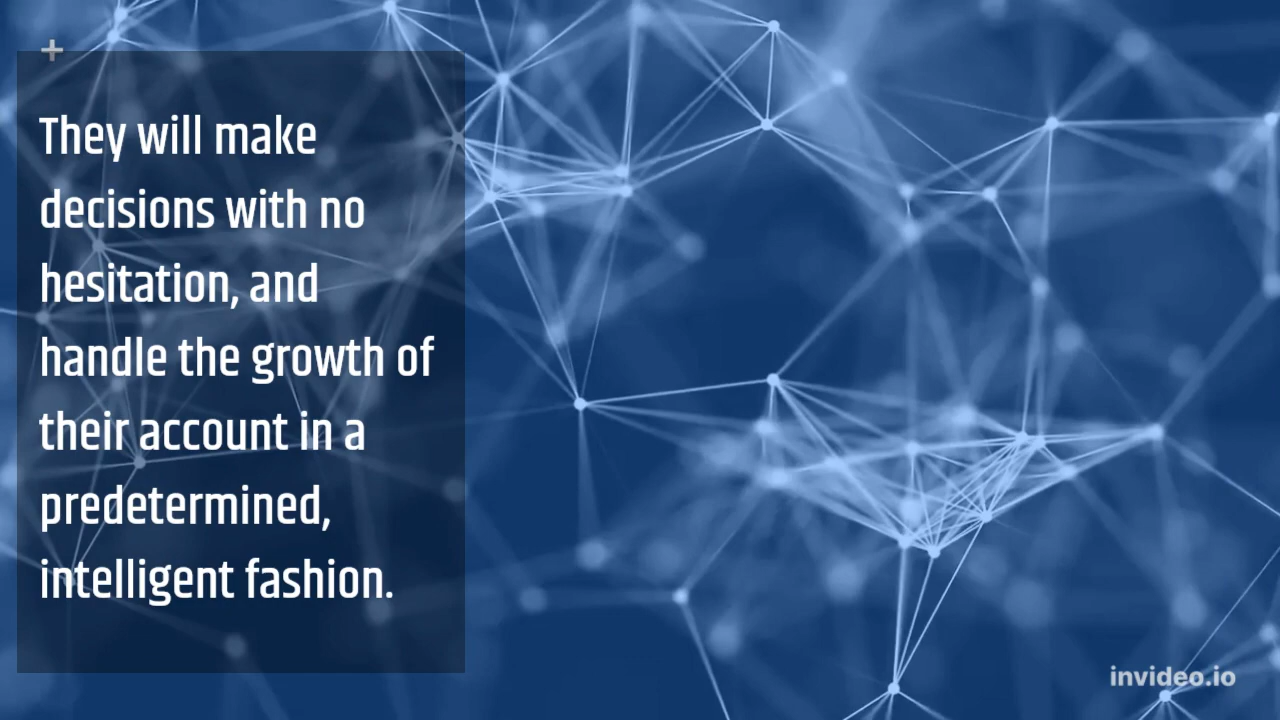 They will make
decisions with no
hesitation, and
handle the growth of
their account in a
predetermined,
intelligent fashion.
invideo.io